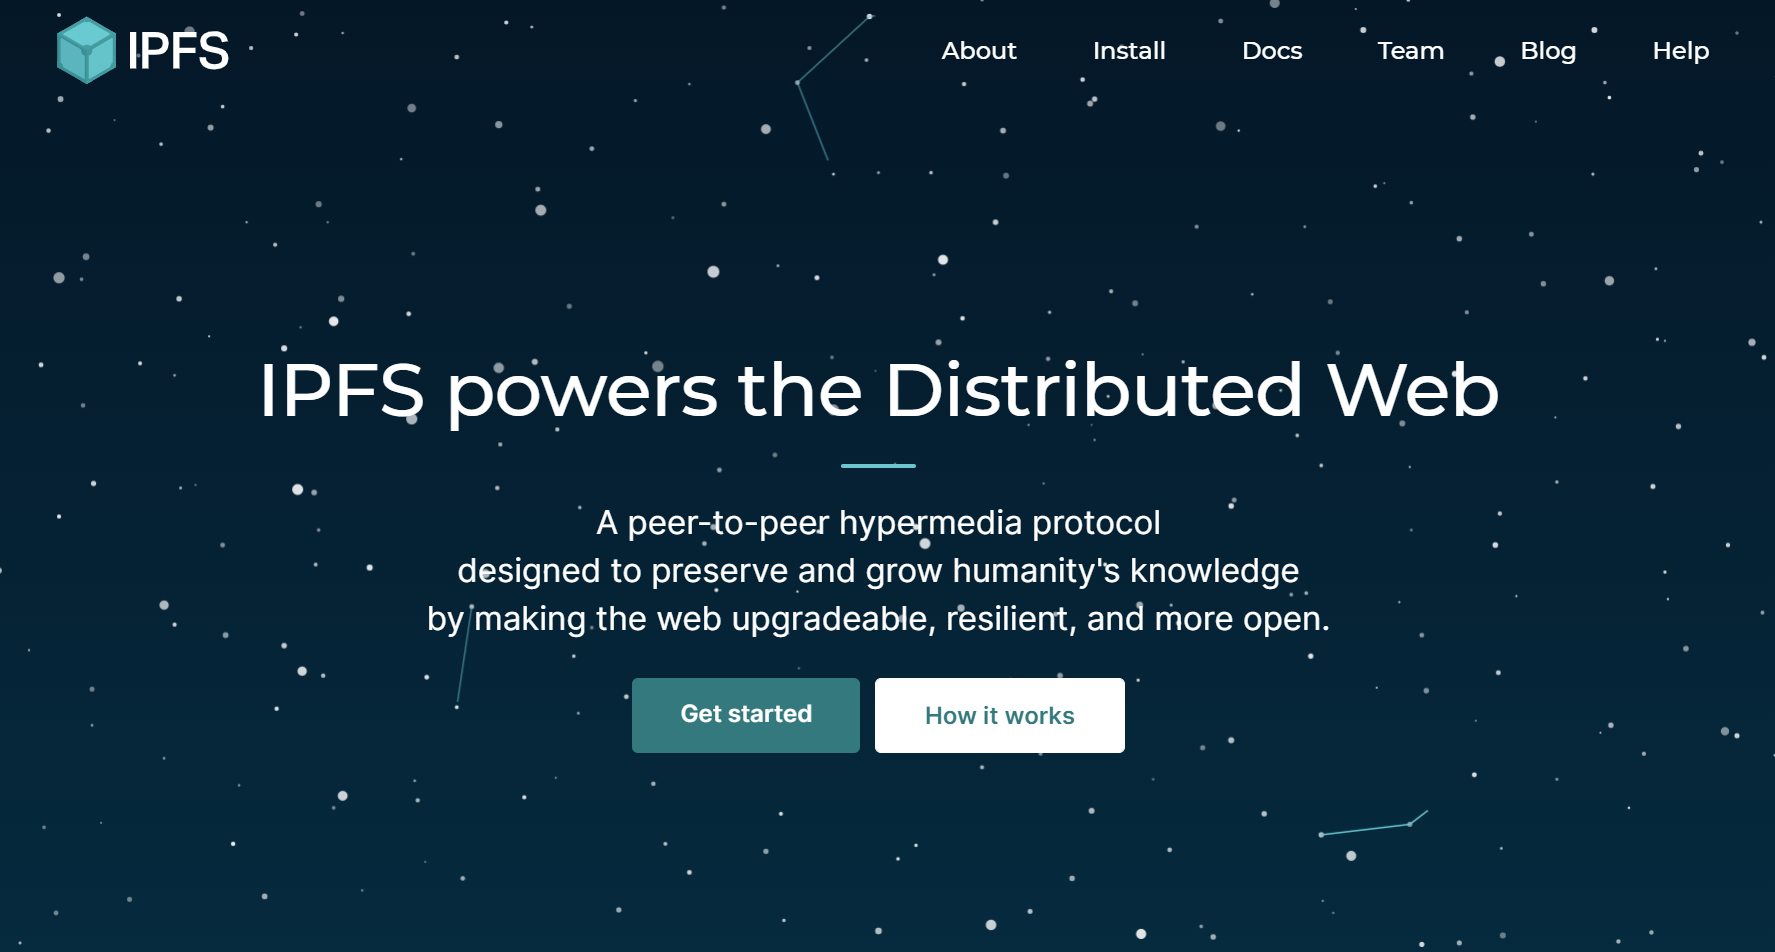 IPFS
About Install Docs Team Blog Help
IPFS powers the Distributed Web
A peer-to-peer hypermedia protocol
designed to preserve and grow humanity's knowledge
by making the web upgradeable, resilient, and more open.
Get started
How it works